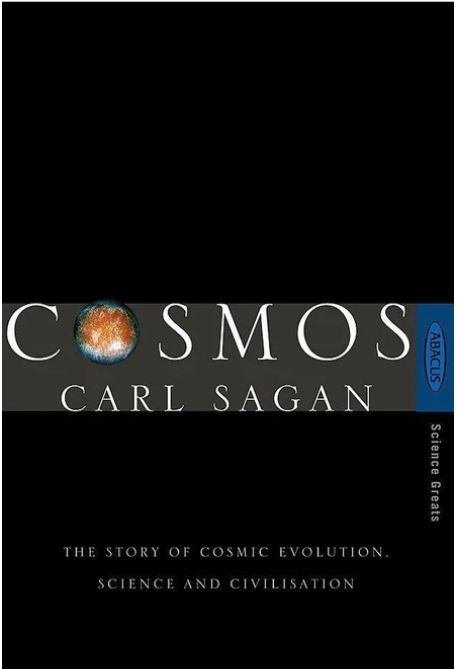 COSMOS
CARL SAGAN
ABACUS
Science Greats
THE STORY OF COSMIC EVOLUTION,
SCIENCE AND CIVILISATION